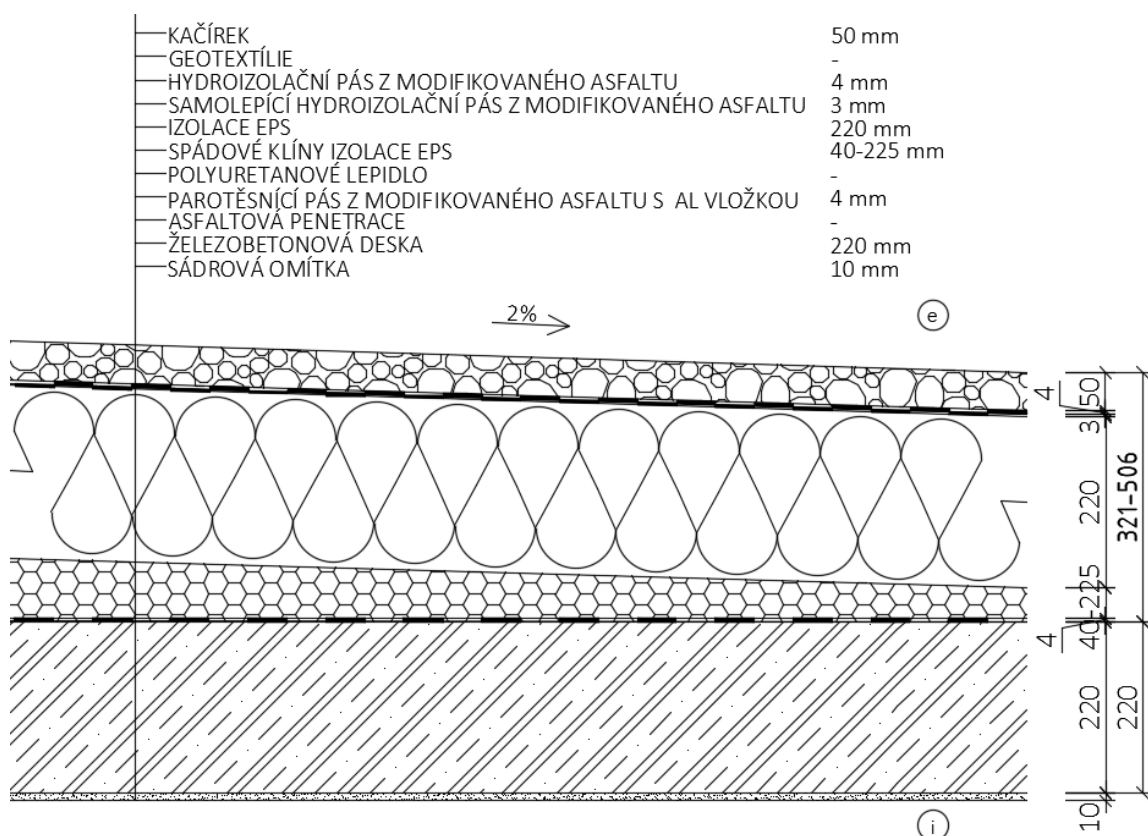 KAČÍREK 50 mm
GEOTEXTÍLIE -
HYDROIZOLAČNÍ PÁS Z MODIFIKOVANÉHO ASFALTU 4 mm
SAMOLEPÍCÍ HYDROIZOLAČNÍ PÁS Z MODIFIKOVANÉHO ASFALTU 3 mm
IZOLACE EPS 220 mm
SPÁDOVÉ KLÍNY IZOLACE EPS 40-225 mm
POLYURETANOVÉ LEPIDLO -
PAROTĚSNÍCÍ PÁS Z MODIFIKOVANÉHO ASFALTU S AL VLOŽKOU 4 mm
ASFALTOVÁ PENETRACE -
ŽELEZOBETONOVÁ DESKA 220 mm
SÁDROVÁ OMÍTKA 10 mm
2%
e
50
4
3
220
321-506
40-225
4
220
220
10
i